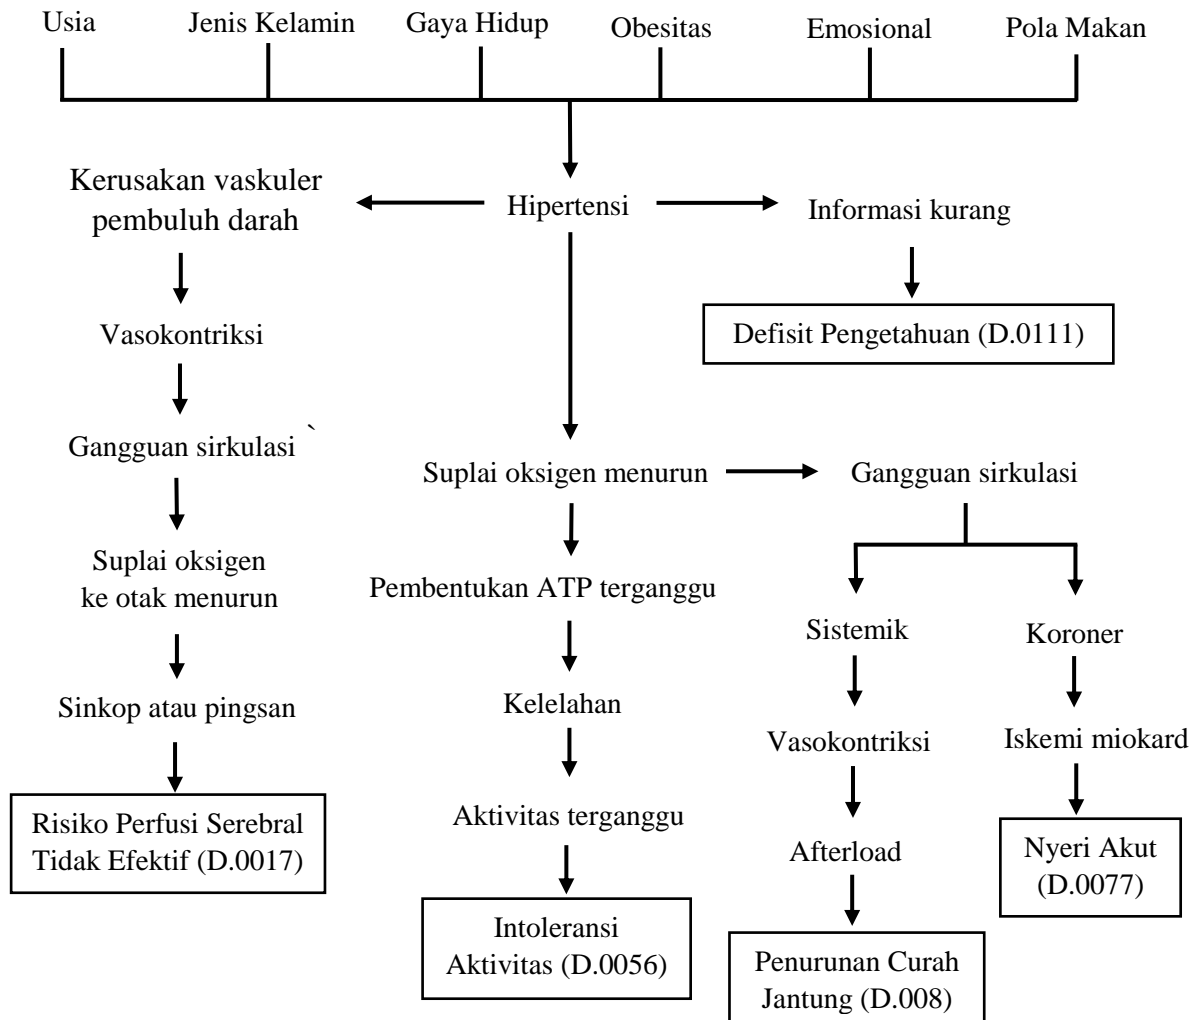 Usia
Jenis Kelamin
Gaya Hidup
Obesitas
Emosional
Pola Makan
Kerusakan vaskuler
pembuluh darah
Hipertensi
Informasi kurang
Vasokontriksi
Defisit Pengetahuan (D.0111)
Gangguan sirkulasi `
Suplai oksigen menurun
Gangguan sirkulasi
Suplai oksigen
ke otak menurun
Pembentukan ATP terganggu
Sistemik
Koroner
Sinkop atau pingsan
Kelelahan
Vasokontriksi
Iskemi miokard
Risiko Perfusi Serebral
Tidak Efektif (D.0017)
Aktivitas terganggu
Afterload
Nyeri Akut
(D.0077)
Intoleransi
Aktivitas (D.0056)
Penurunan Curah
Jantung (D.008)